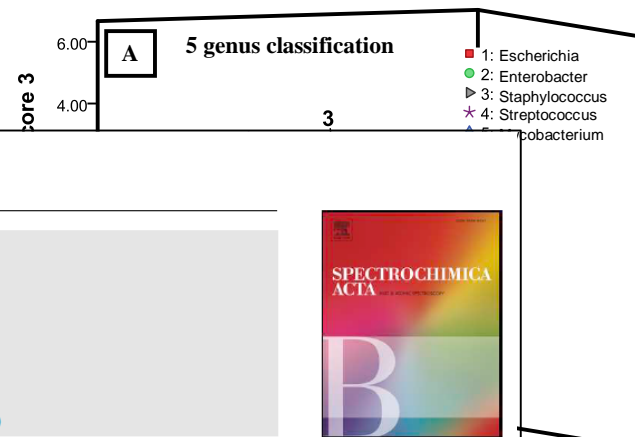 6.00
A
5 genus classification
1: Escherichia
2: Enterobacter
3: Staphylococcus
4: Streptococcus
4.00
3
SPECTROCHIMICA
ACTA
B